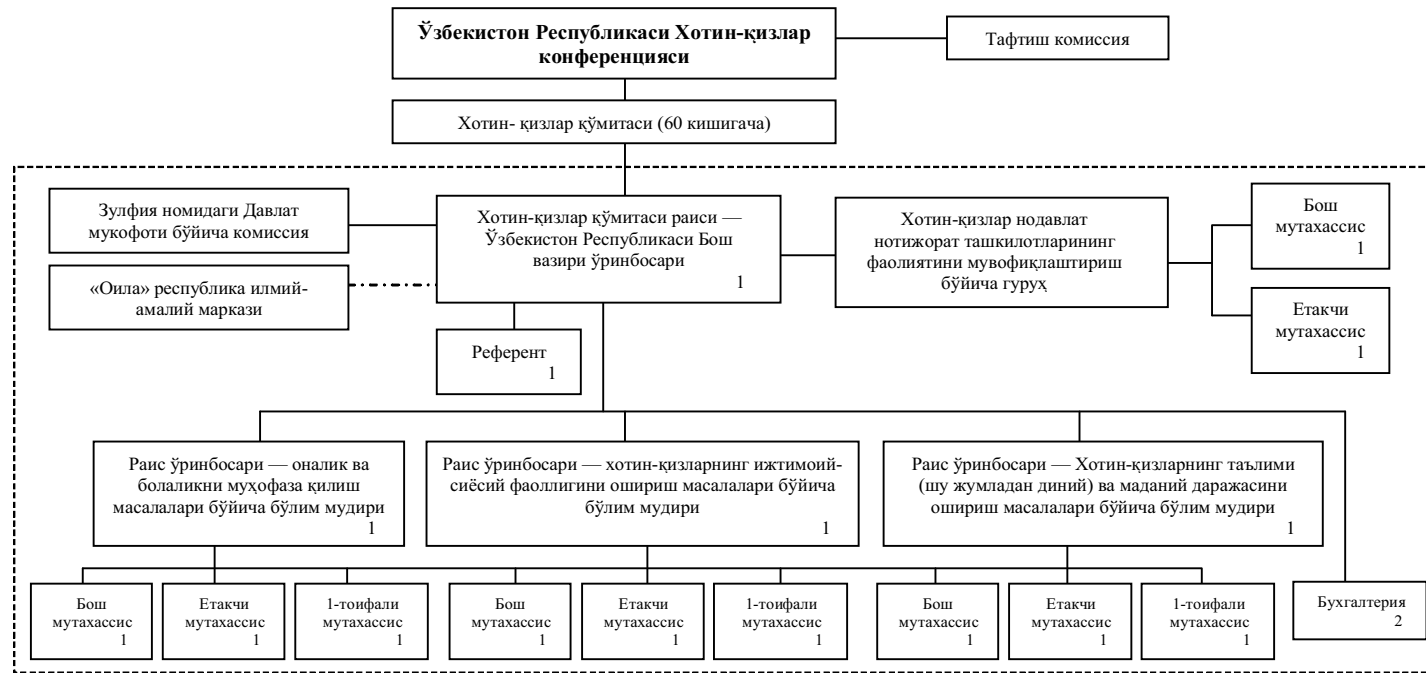 Ўзбекистон Республикаси Хотин-қизлар
конференцияси
Тафтиш комиссия
Хотин- қизлар қўмитаси (60 кишигача)
Зулфия номидаги Давлат
мукофоти бўйича комиссия
«Оила» республика илмий-
амалий маркази
Хотин-қизлар қўмитаси раиси —
Ўзбекистон Республикаси Бош
вазири ўринбосари
1
Хотин-қизлар нодавлат
нотижорат ташкилотларининг
фаолиятини мувофиқлаштириш
бўйича гуруҳ
Бош
мутахассис
1
Етакчи
мутахассис
1
Референт
1
Раис ўринбосари — оналик ва
болаликни муҳофаза қилиш
масалалари бўйича бўлим мудири
1
Раис ўринбосари — хотин-қизларнинг ижтимоий-
сиёсий фаоллигини ошириш масалалари бўйича
бўлим мудири
1
Раис ўринбосари — Хотин-қизларнинг таълими
(шу жумладан диний) ва маданий даражасини
ошириш масалалари бўйича бўлим мудири
1
Бош
мутахассис
1
Етакчи
мутахассис
1
1-тоифали
мутахассис
1
Бош
мутахассис
1
Етакчи
мутахассис
1
1-тоифали
мутахассис
1
Бош
мутахассис
1
Етакчи
мутахассис
1
1-тоифали
мутахассис
1
Бухгалтерия
2